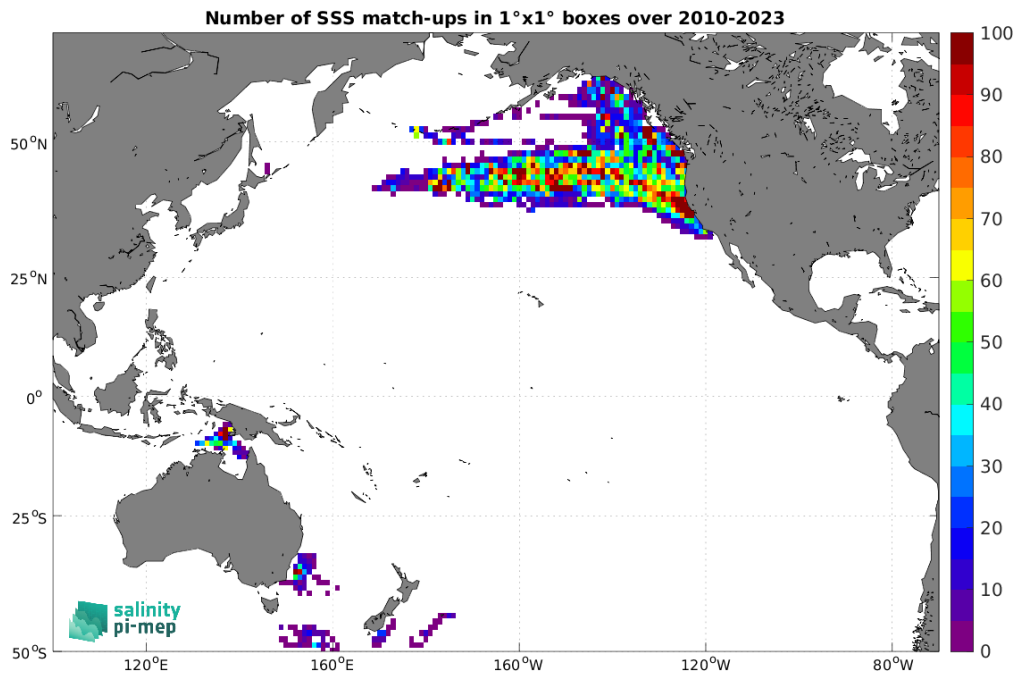 Number of SSS match-ups in 1°x1° boxes over 2010-2023
100
90
80
70
60
50
40
30
20
10
0
50°N
25°N
0°
25°S
50°S
120°E
160°E
160°W
120°W
80°W
salinity
pi-mep